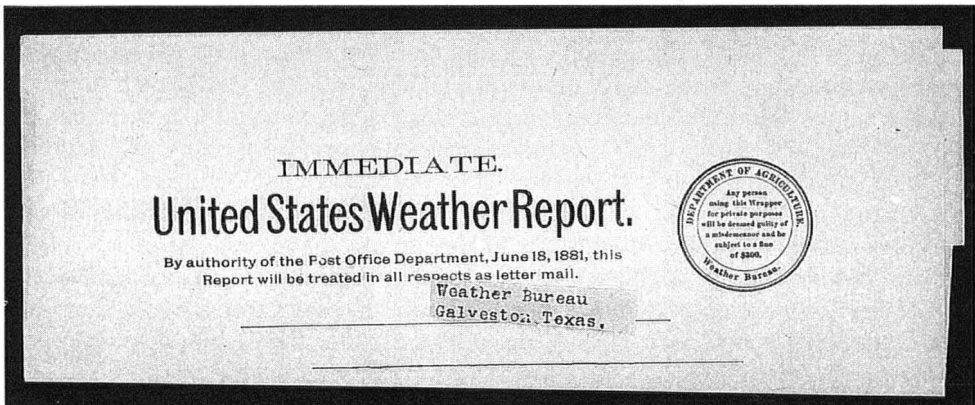 IMMEDIATE.
United States Weather Report.
By authority of the Post Office Department, June 18, 1881, this
Report will be treated in all respects as letter mail.
Weather Bureau
Galveston, Texas.
DEPARTMENT OF AGRICULTURE.
Any person
using this Wrapper
for private purposes
will be deemed guilty of
a misdemeanor and be
subject to a fine
of $300.
Weather Bureau.